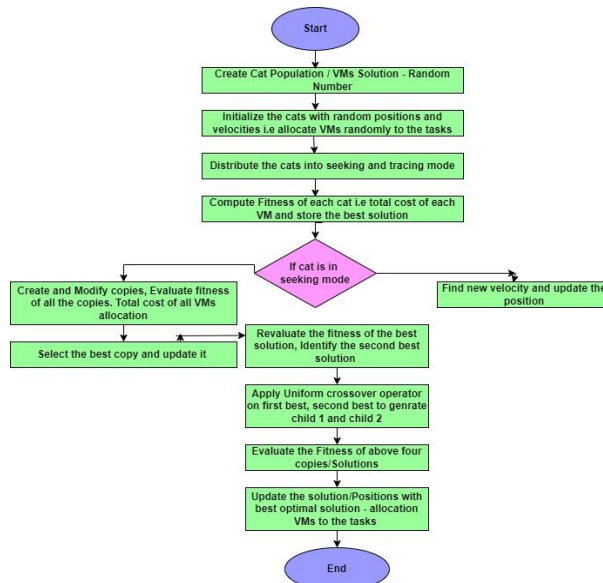 Start
Create Cat Population / VMs Solution - Random
Number
Initialize the cats with random positions and
velocities i.e allocate VMs randomly to the tasks
Distribute the cats into seeking and tracing mode
Compute Fitness of each cat i.e total cost of each
VM and store the best solution
If cat is in
seeking mode
Create and Modify copies, Evaluate fitness
of all the copies. Total cost of all VMs
allocation
Find new velocity and update the
position
Select the best copy and update it
Revaluate the fitness of the best
solution, Identify the second best
solution
Apply Uniform crossover operator
on first best, second best to genrate
child 1 and child 2
Evaluate the Fitness of above four
copies/Solutions
Update the solution/Positions with
best optimal solution - allocation
VMs to the tasks
End